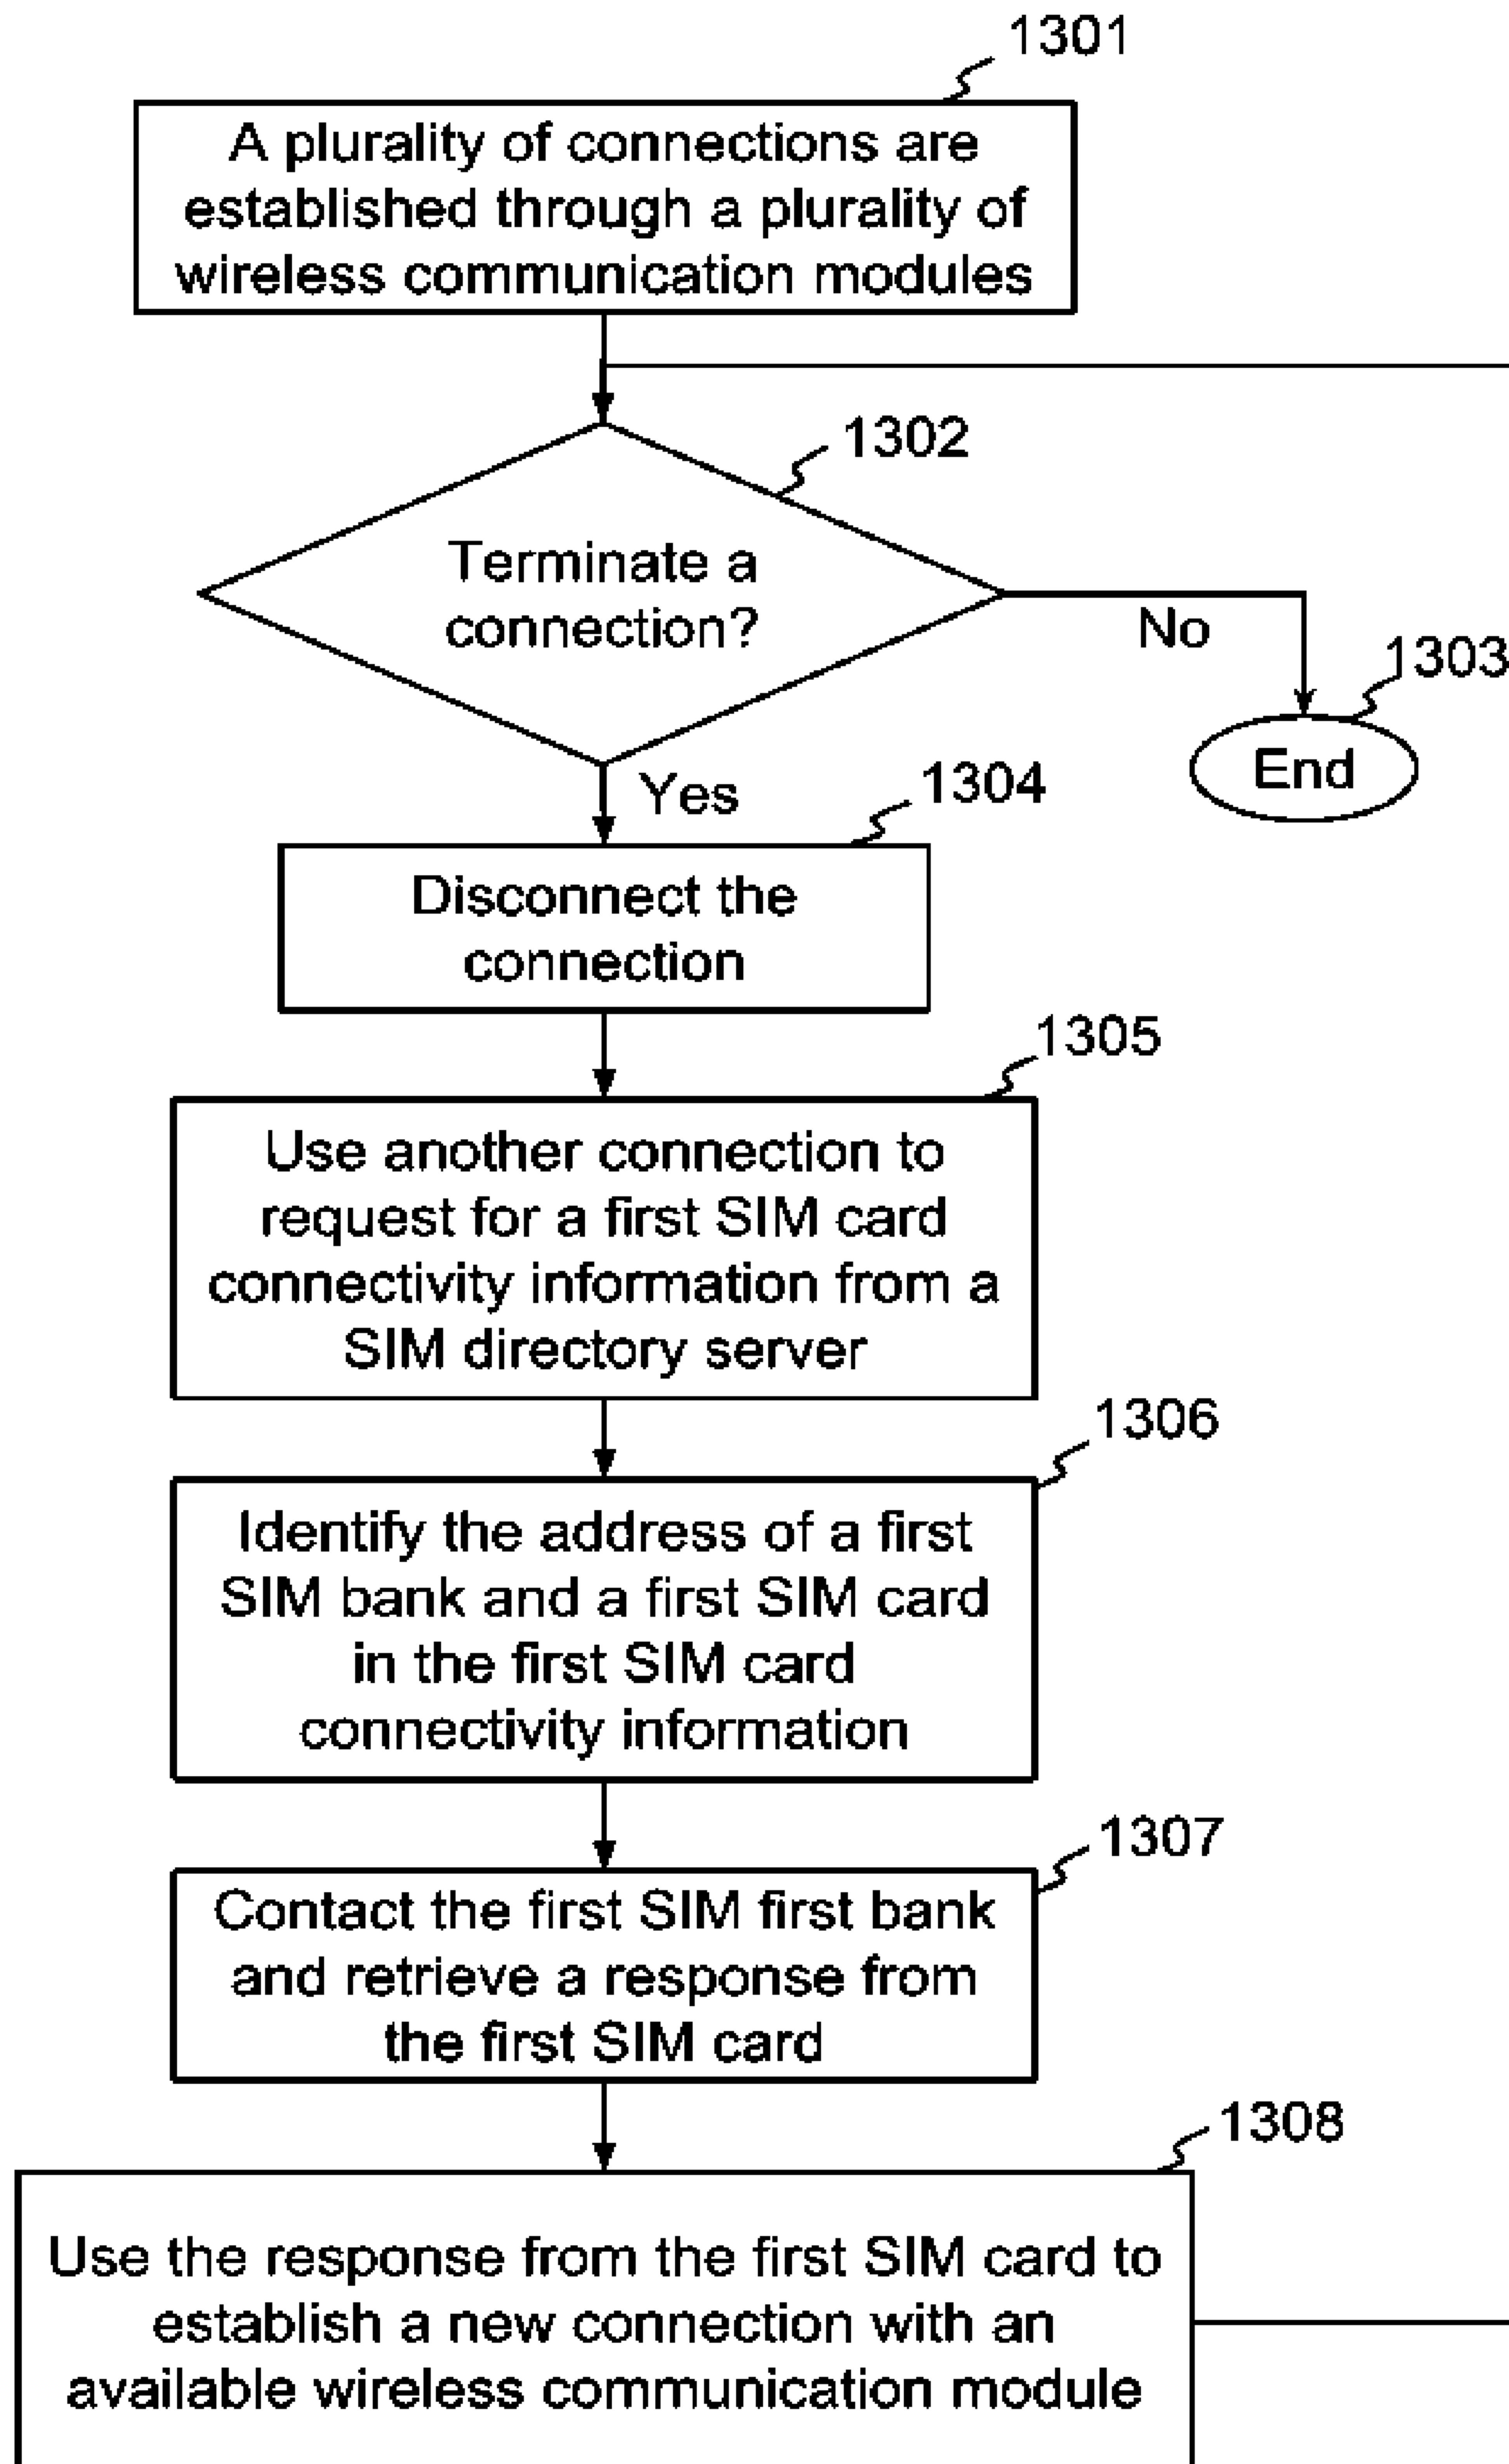 1301
A plurality of connections are
established through a plurality of
wireless communication modules
1302
Terminate a
connection?
No
1303
End
Yes
1304
Disconnect the
connection
1305
Use another connection to
request for a first SIM card
connectivity information from a
SIM directory server
1306
Identify the address of a first
SIM bank and a first SIM card
in the first SIM card
connectivity information
1307
Contact the first SIM first bank
and retrieve a response from
the first SIM card
1308
Use the response from the first SIM card to
establish a new connection with an
available wireless communication module